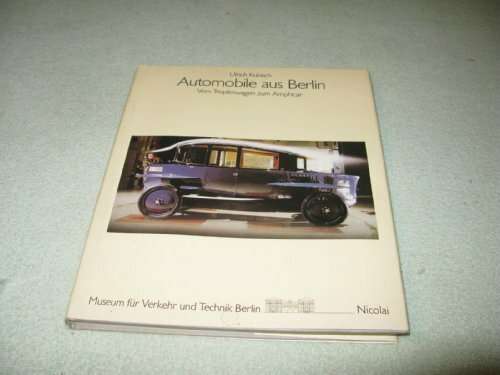 Ulrich Kubisch
Automobile aus Berlin
Vom Tropfenwagen zum Amphicar
Museum für Verkehr und Technik Berlin
Nicolai